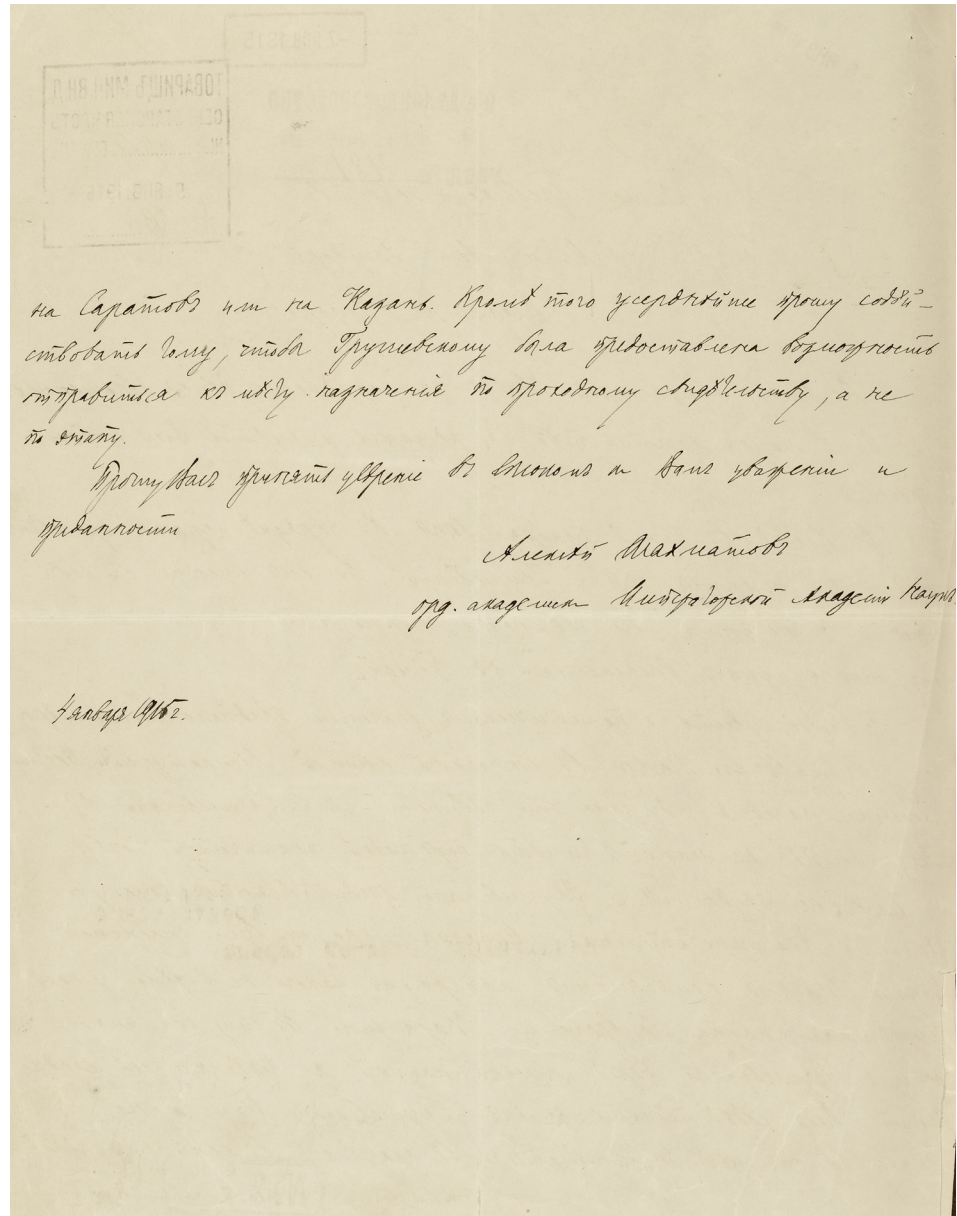 на Саратовъ или на Казань. Кромѣ того усерднѣйше прошу содѣй-
ствовать тому, чтобы Грушевскому была предоставлена возможность
отправиться къ мѣсту назначенія по проходному свидѣтельству, а не
по этапу.
Прошу Васъ принять увѣреніе въ высокомъ къ Вамъ уваженіи и
преданности
Алексѣй Шахматовъ
орд. академикъ Императорской Академіи Наукъ
4 января 1915 г.